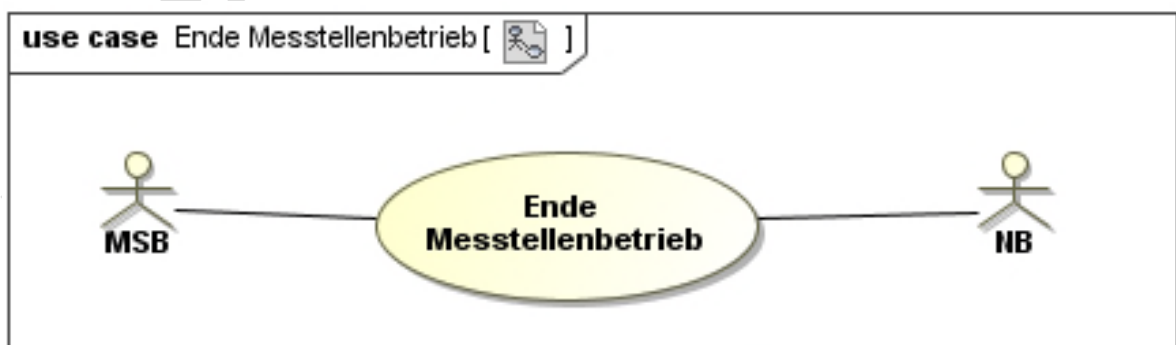 use case Ende Messtellenbetrieb [ ]
Ende
Messtellenbetrieb
MSB
NB